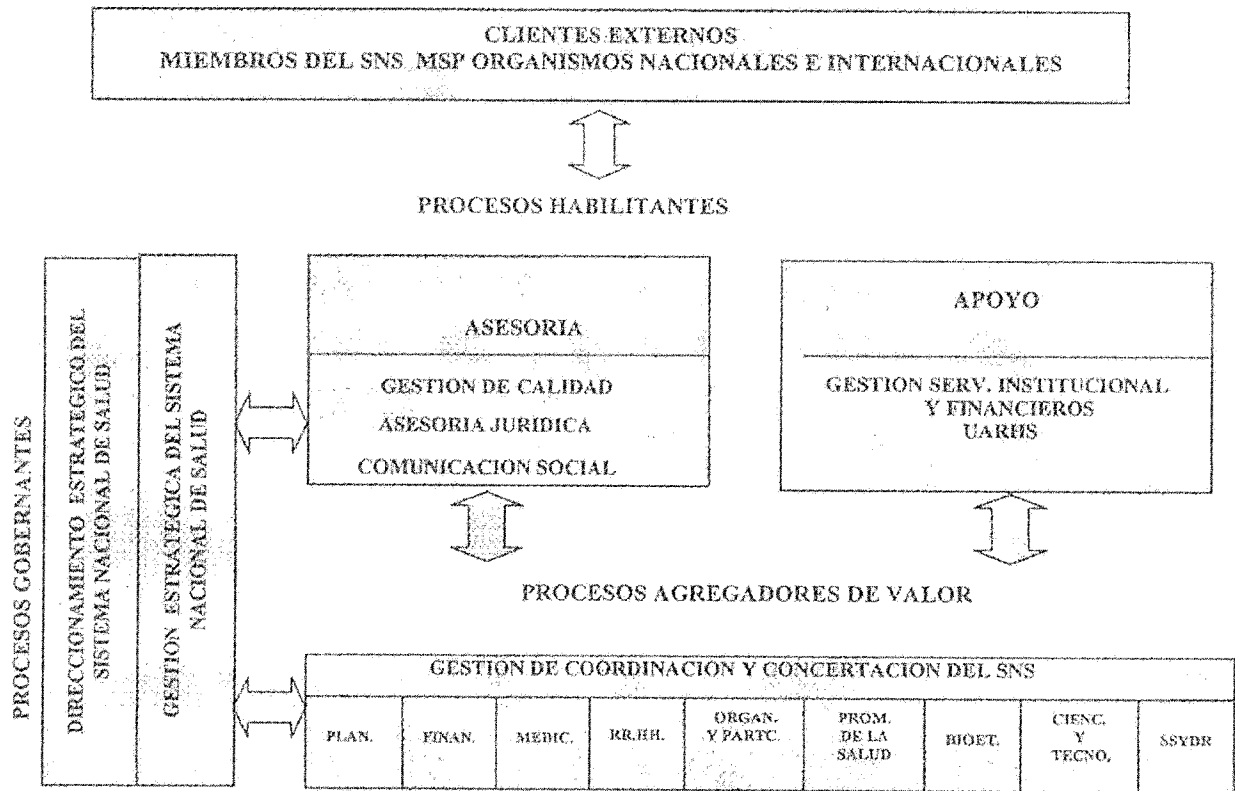 CLIENTES EXTERNOS
MIEMBROS DEL SNS MSP ORGANISMOS NACIONALES E INTERNACIONALES
PROCESOS HABILITANTES
PROCESOS GOBERNANTES
DIRECCIONAMIENTO ESTRATEGICO DEL
SISTEMA NACIONAL DE SALUD
GESTION ESTRATEGICA DEL SISTEMA
NACIONAL DE SALUD
ASESORIA
GESTION DE CALIDAD
ASESORIA JURIDICA
COMUNICACION SOCIAL
APOYO
GESTION SERV. INSTITUCIONAL
Y FINANCIEROS
UARHS
PROCESOS AGREGADORES DE VALOR
GESTION DE COORDINACION Y CONCERTACION DEL SNS
PLAN.
FINAN.
MEDIC.
RR.HH.
ORGAN.
Y PARTC.
PROM.
DE LA
SALUD
BIOET.
CIENC.
Y
TECNO,
SSYDR